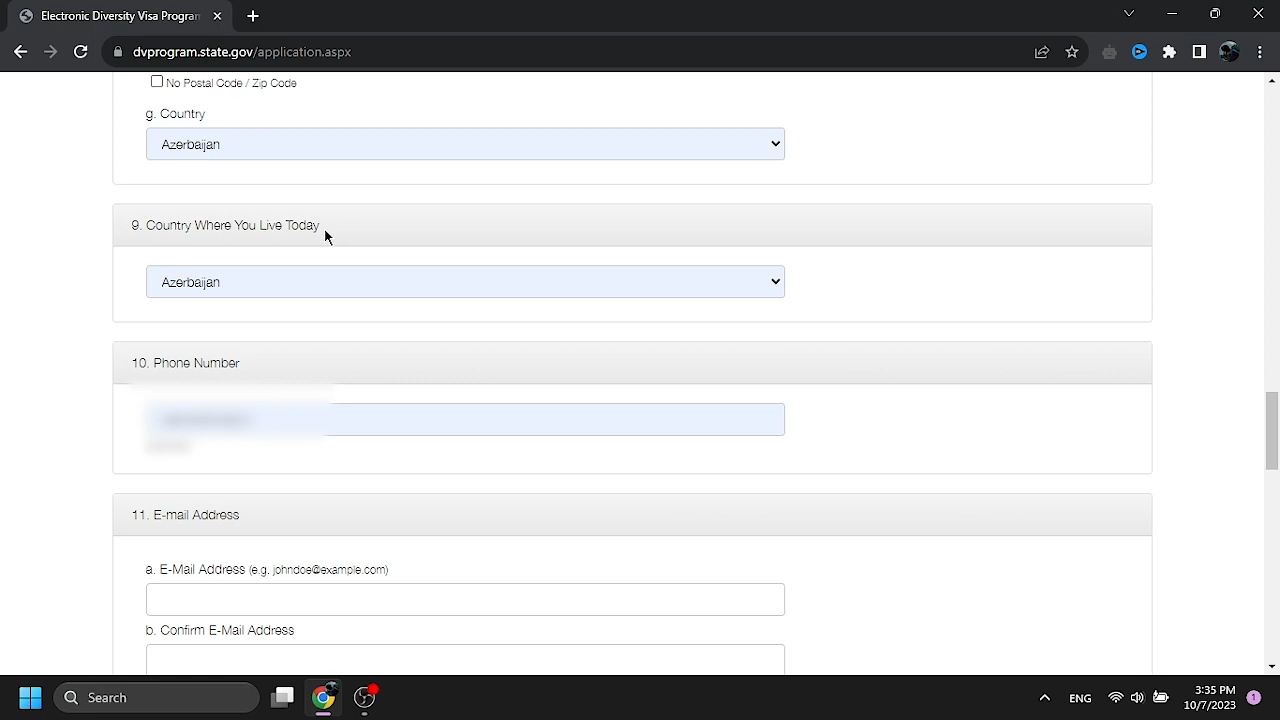 Electronic Diversity Visa Program
dvprogram.state.gov/application.aspx
No Postal Code / Zip Code
g. Country
Azerbaijan
9. Country Where You Live Today
Azerbaijan
10. Phone Number
11. E-mail Address
a. E-Mail Address (e.g. johndoe@example.com)
b. Confirm E-Mail Address
Search
ENG
3:35 PM
10/7/2023
1